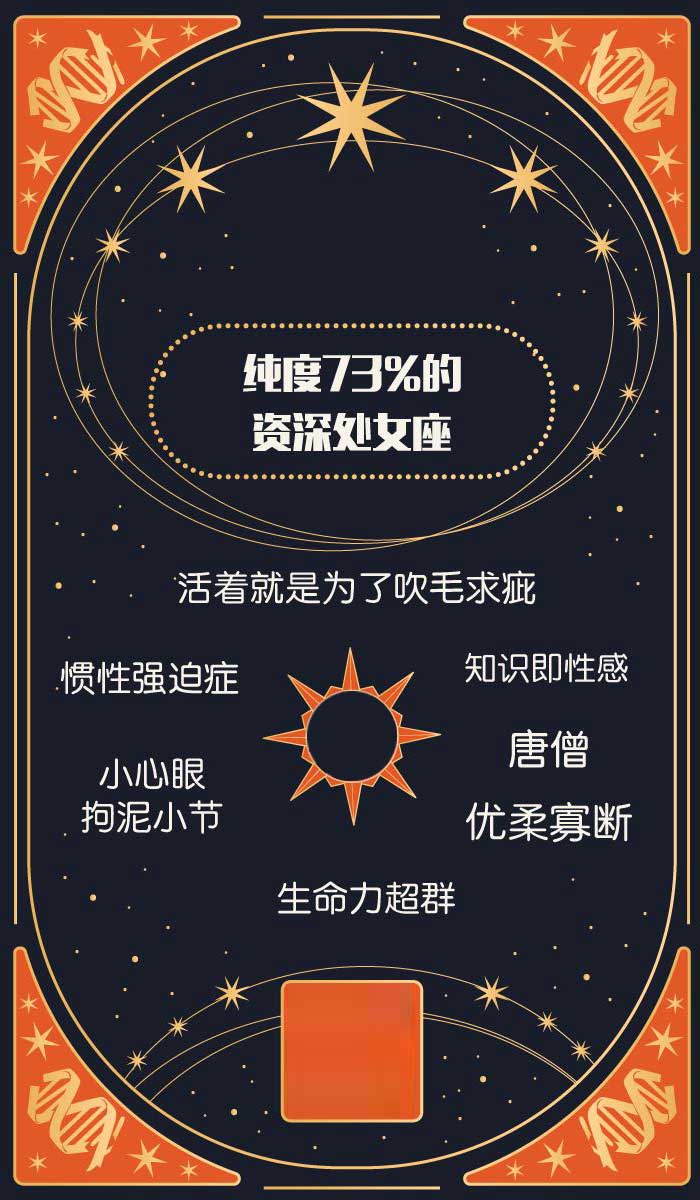 纯度73%的
资深处女座
活着就是为了吹毛求疵
惯性强迫症
知识即性感
唐僧
小心眼
拘泥小节
优柔寡断
生命力超群